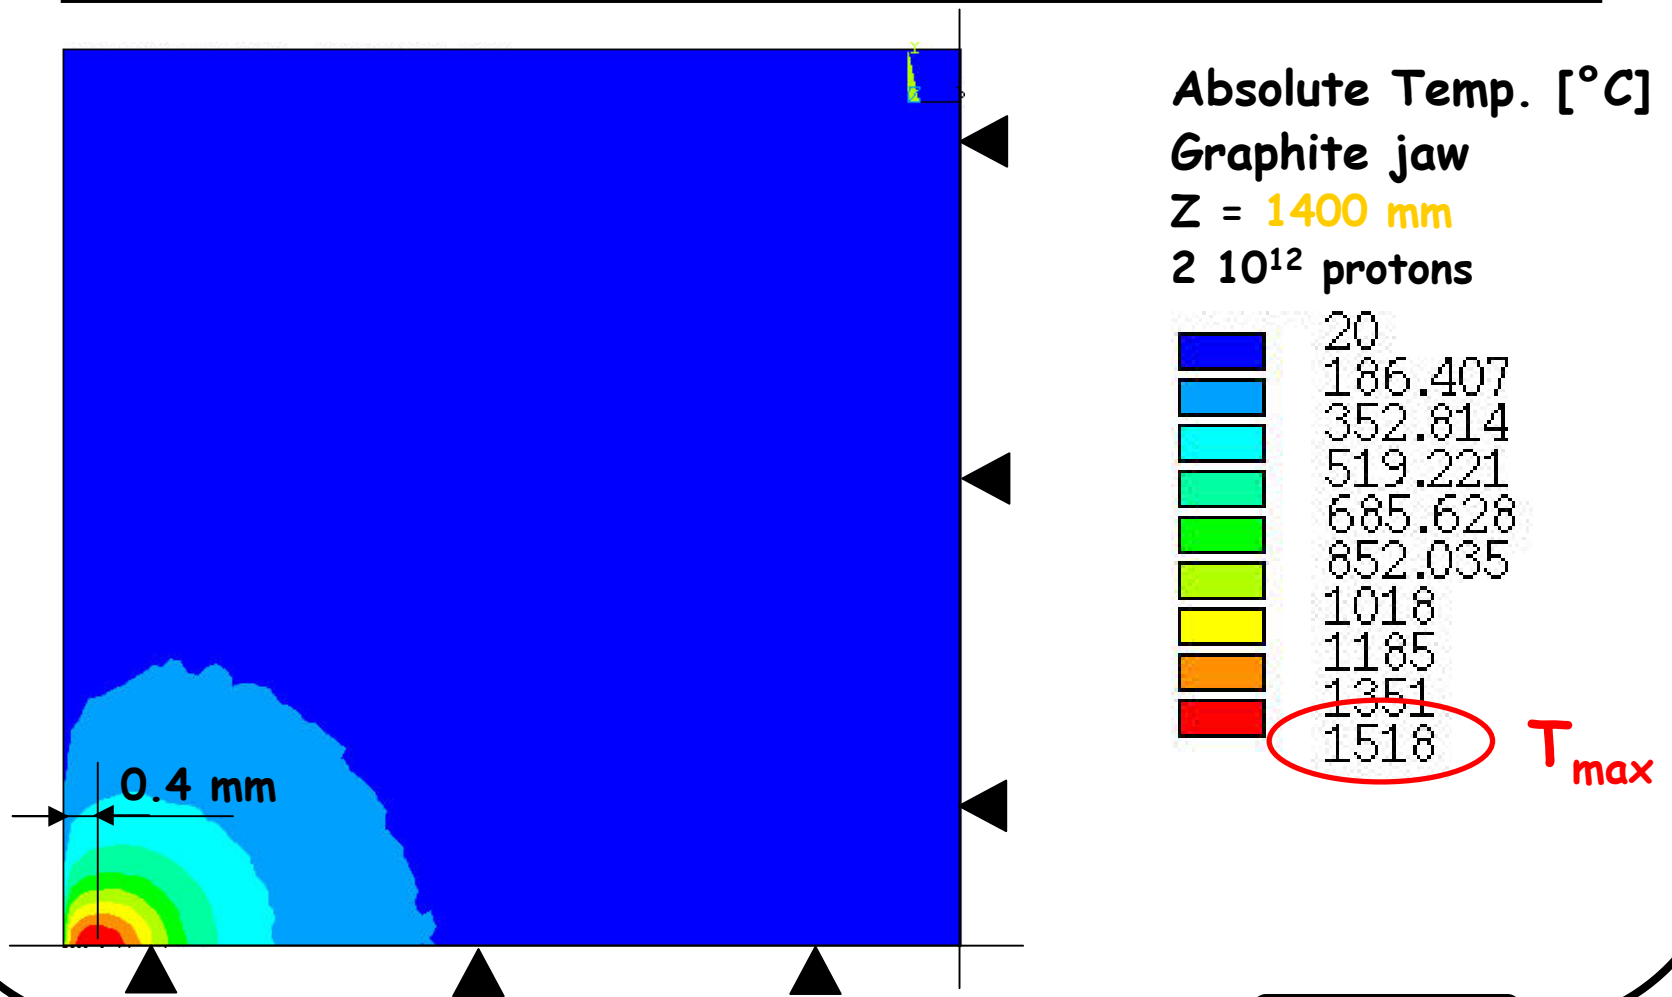 Absolute Temp. [°C]
Graphite jaw
Z = 1400 mm
2 10¹² protons
20
186.407
352.814
519.221
685.628
852.035
1018
1185
1351
1518
T max
0.4 mm
Y